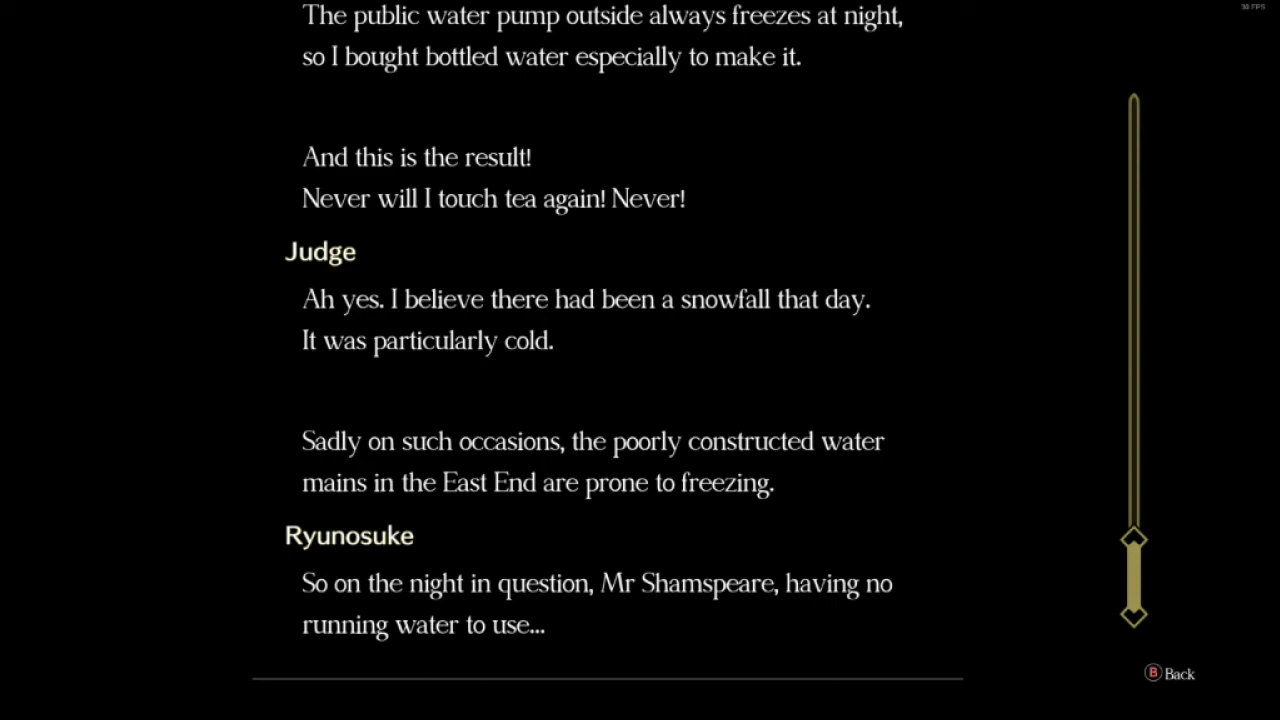 30 FPS
The public water pump outside always freezes at night,
so I bought bottled water especially to make it.
And this is the result!
Never will I touch tea again! Never!
Judge
Ah yes. I believe there had been a snowfall that day.
It was particularly cold.
Sadly on such occasions, the poorly constructed water
mains in the East End are prone to freezing.
Ryunosuke
So on the night in question, Mr Shamspeare, having no
running water to use...
B Back